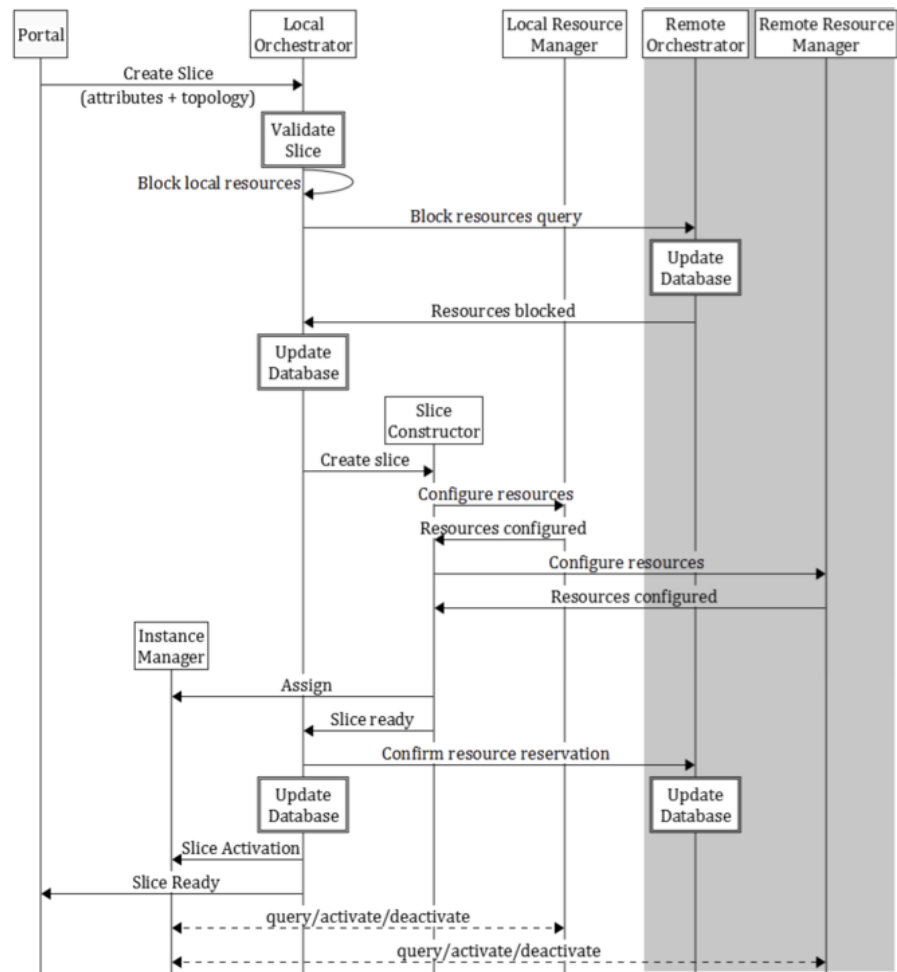 Portal
Local
Orchestrator
Local Resource
Manager
Remote
Orchestrator
Remote Resource
Manager
Create Slice
(attributes + topology)
Validate
Slice
Block local resources
Block resources query
Update
Database
Resources blocked
Update
Database
Slice
Constructor
Create slice
Configure resources
Resources configured
Configure resources
Resources configured
Instance
Manager
Assign
Slice ready
Confirm resource reservation
Update
Database
Update
Database
Slice Activation
Slice Ready
query/activate/deactivate
query/activate/deactivate